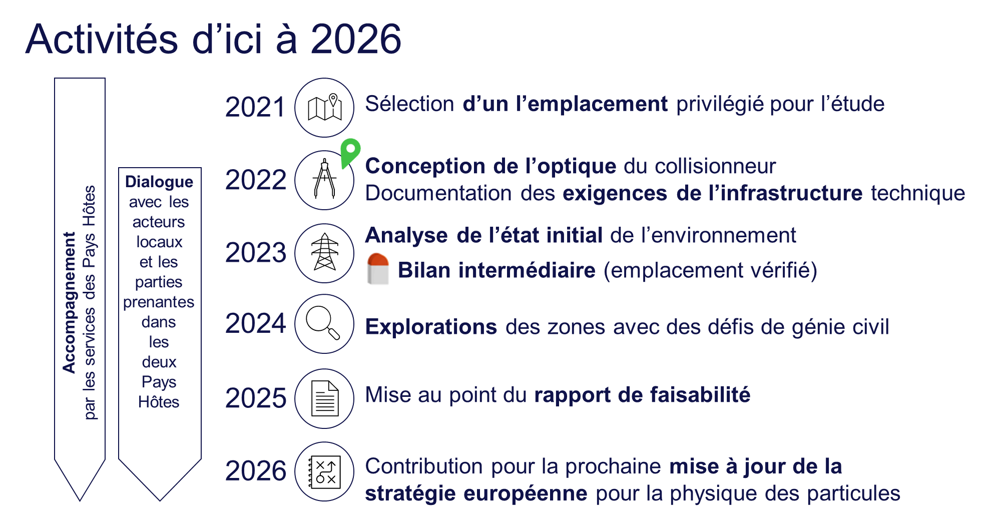 Activités d’ici à 2026
Accompagnement
par les services des Pays Hôtes
Dialogue
avec les
acteurs
locaux
et les
parties
prenantes
dans
les
deux
Pays
Hôtes
2021
Sélection d’un l’emplacement privilégié pour l’étude
2022
Conception de l’optique du collisionneur
Documentation des exigences de l’infrastructure technique
2023
Analyse de l’état initial de l’environnement
Bilan intermédiaire (emplacement vérifié)
2024
Explorations des zones avec des défis de génie civil
2025
Mise au point du rapport de faisabilité
2026
Contribution pour la prochaine mise à jour de la
stratégie européenne pour la physique des particules